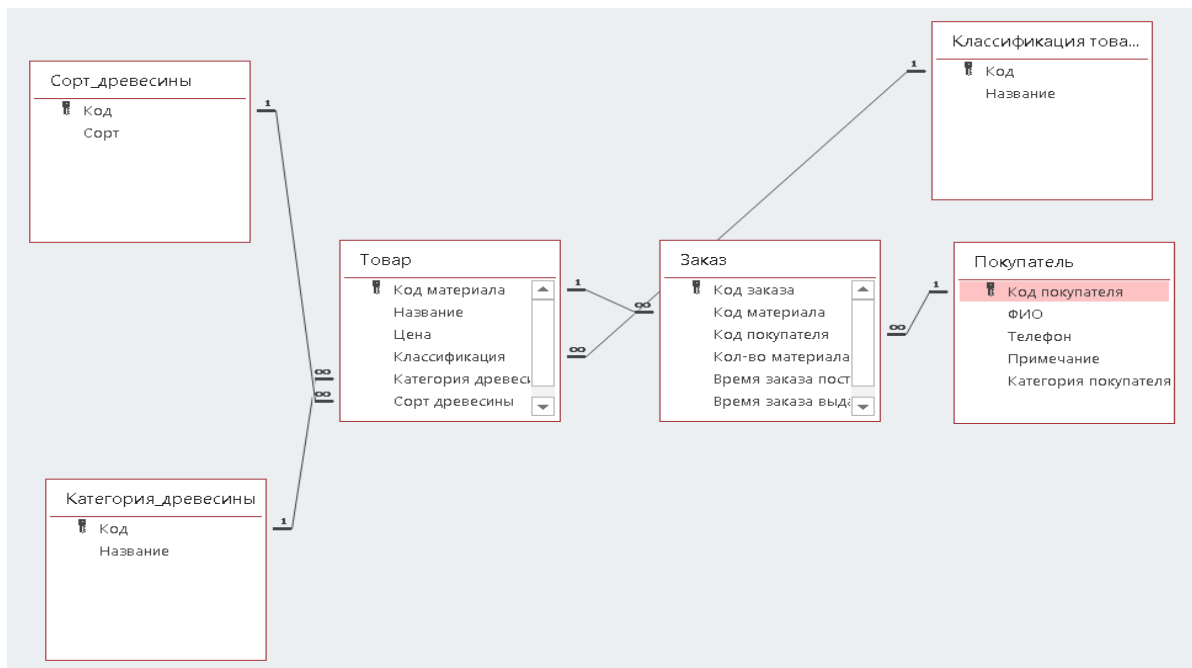 Сорт_древесины
Код
Сорт
Классификация това...
Код
Название
Товар
Код материала
Название
Цена
Классификация
Категория древес
Сорт древесины
Заказ
Код заказа
Код материала
Код покупателя
Кол-во материала
Время заказа пост
Время заказа выд
Покупатель
Код покупателя
ФИО
Телефон
Примечание
Категория покупателя
Категория_древесины
Код
Название
1
∞
1
∞
1
∞
1
∞
1
∞